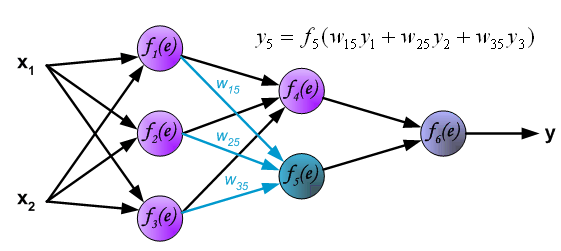 y₅ = f₅(w₁₅y₁ + w₂₅y₂ + w₃₅y₃)
f₁(e)
x₁
w₁₅
f₄(e)
f₂(e)
w₂₅
f₆(e)
y
f₅(e)
w₃₅
x₂
f₃(e)